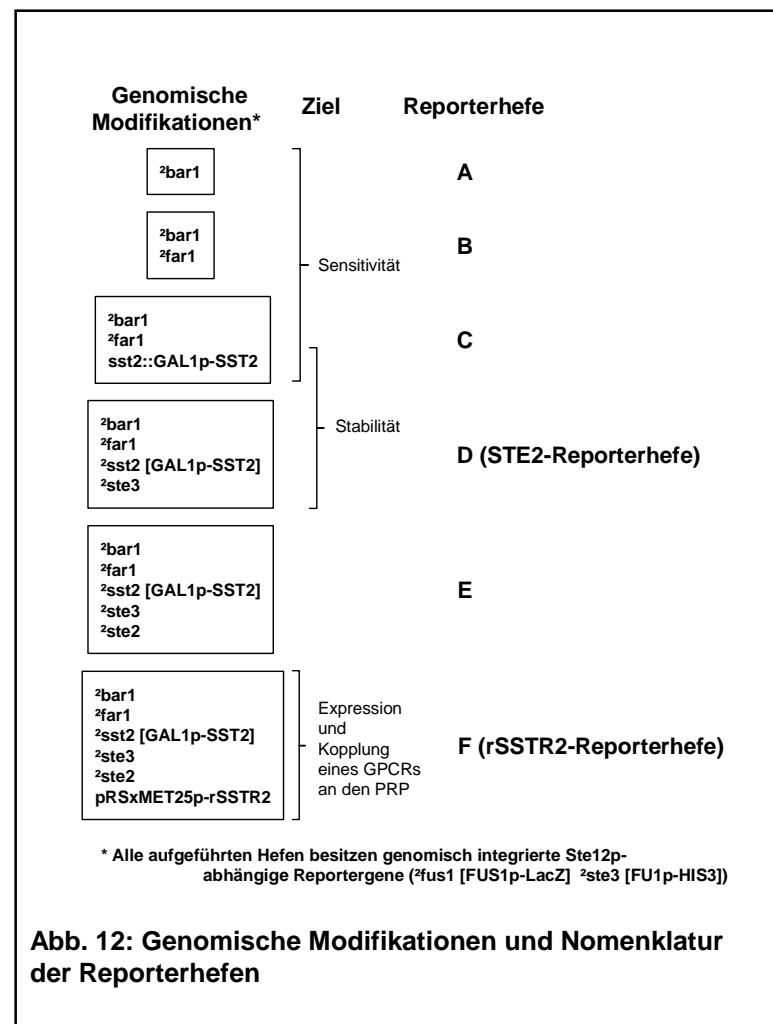 Genomische Modifikationen*
Ziel
Reporterhefe
²bar1
A
²bar1
²far1
B
Sensitivität
²bar1
²far1
sst2::GAL1p-SST2
C
Stabilität
²bar1
²far1
²sst2 [GAL1p-SST2]
²ste3
D (STE2-Reporterhefe)
²bar1
²far1
²sst2 [GAL1p-SST2]
²ste3
²ste2
E
²bar1
²far1
²sst2 [GAL1p-SST2]
²ste3
²ste2
pRSxMET25p-rSSTR2
Expression
und
Kopplung
eines GPCRs
an den PRP
F (rSSTR2-Reporterhefe)
* Alle aufgeführten Hefen besitzen genomisch integrierte Ste12p-
abhängige Reportergene (²fus1 [FUS1p-LacZ] ²ste3 [FU1p-HIS3])
Abb. 12: Genomische Modifikationen und Nomenklatur
der Reporterhefen